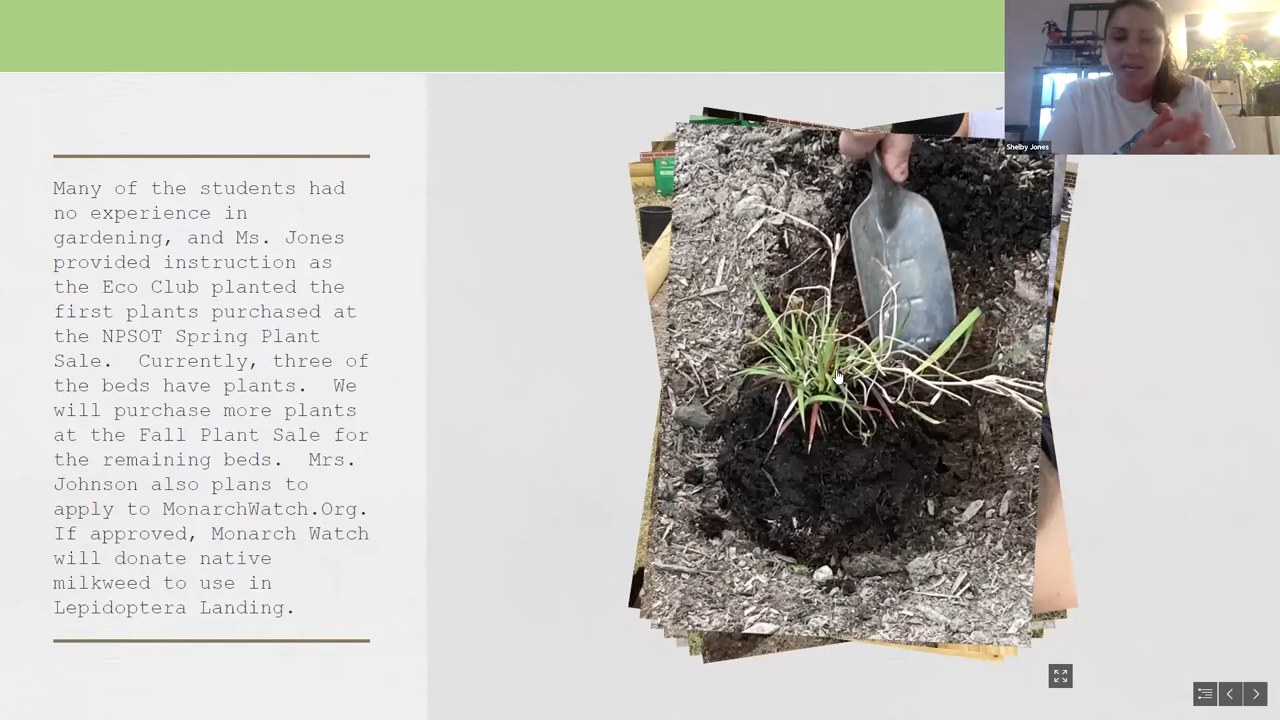 Shelby Jones
Many of the students had
no experience in
gardening, and Ms. Jones
provided instruction as
the Eco Club planted the
first plants purchased at
the NPSOT Spring Plant
Sale.  Currently, three of
the beds have plants.  We
will purchase more plants
at the Fall Plant Sale for
the remaining beds.  Mrs.
Johnson also plans to
apply to MonarchWatch.Org.
If approved, Monarch Watch
will donate native
milkweed to use in
Lepidoptera Landing.